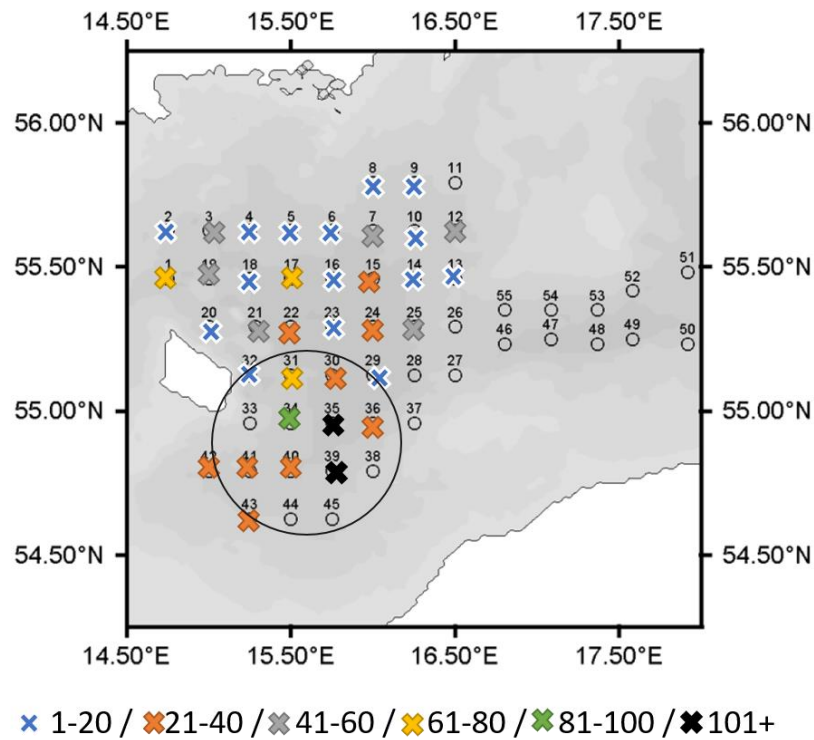 14.50°E 15.50°E 16.50°E 17.50°E
56.00°N 56.00°N
8 9 11
2 3 4 5 6 7 10 12
55.50°N 55.50°N
1 19 18 17 16 15 14 13 51
52
55 54 53
20 21 22 23 24 25 26 46 47 48 49 50
32 31 30 29 28 27
55.00°N 55.00°N
33 34 35 36 37
42 41 40 39 38
43 44 45
54.50°N 54.50°N
14.50°E 15.50°E 16.50°E 17.50°E
1-20 / 21-40 / 41-60 / 61-80 / 81-100 / 101+